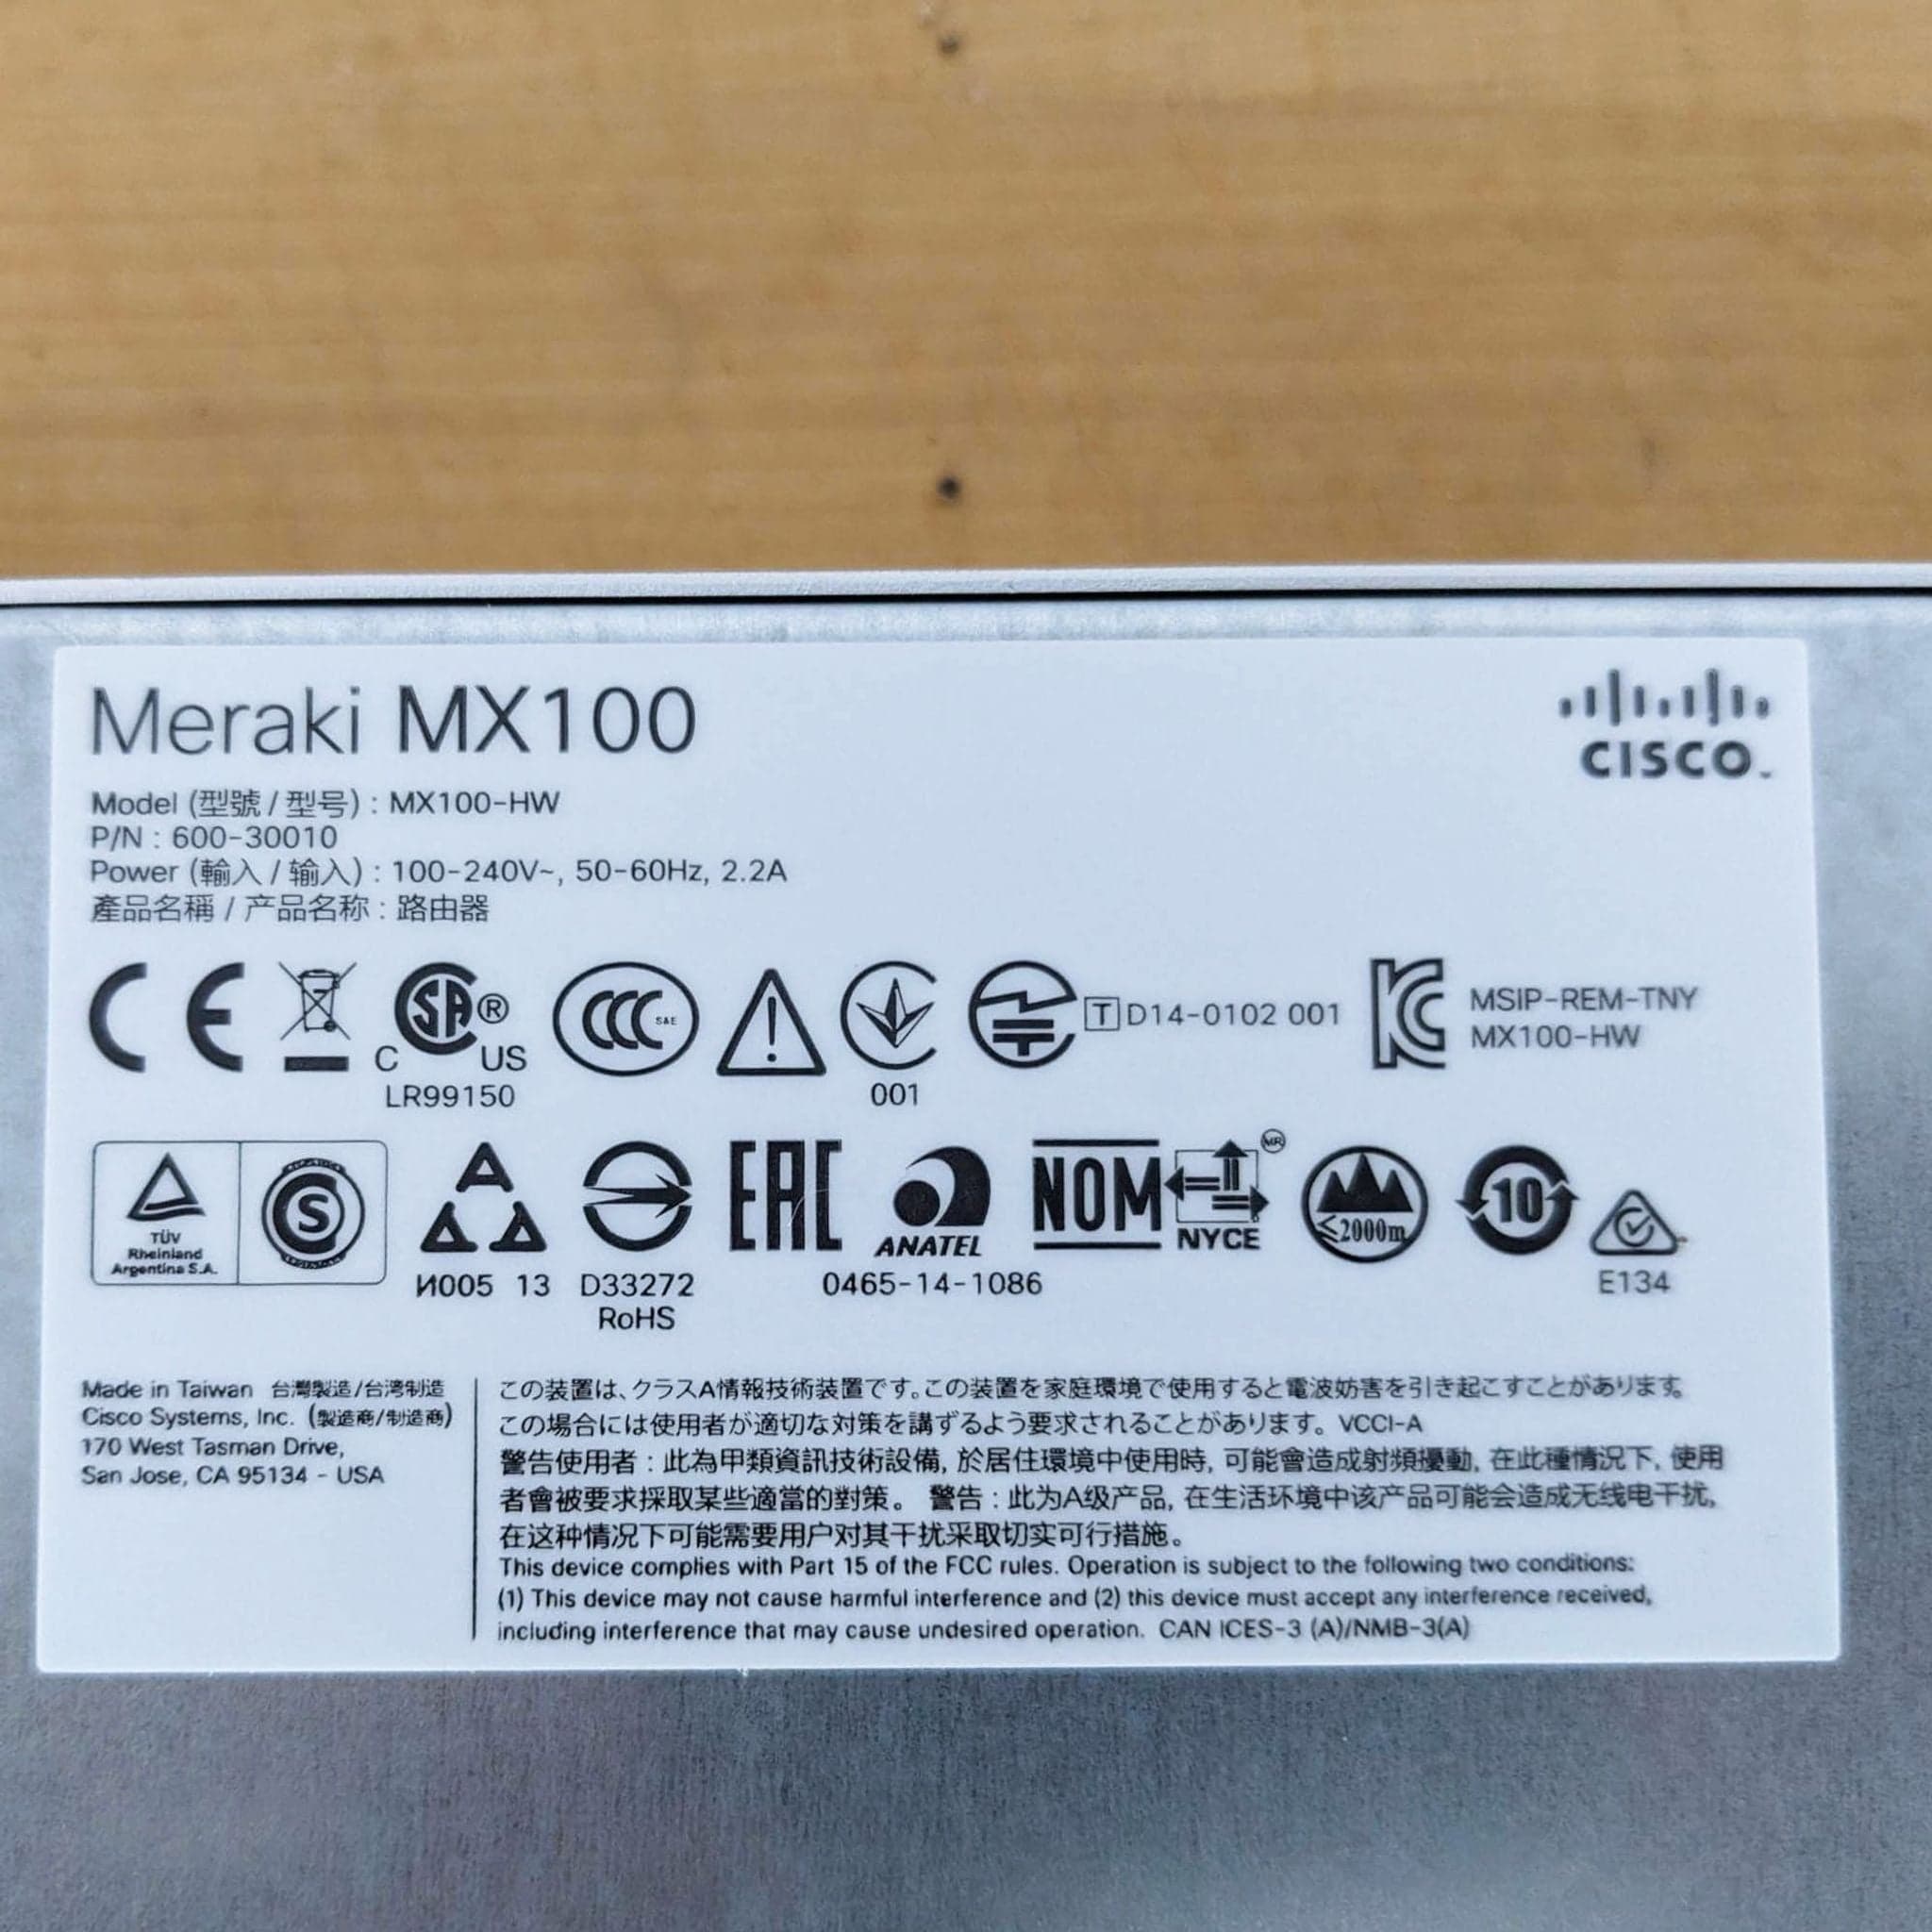 Meraki MX100
CISCO
Model (型號 / 型号) : MX100-HW
P/N : 600-30010
Power (輸入 / 输入) : 100-240V~, 50-60Hz, 2.2A
產品名稱 / 产品名称 : 路由器
CE
SA ®
C US
LR99150
CCC S&E
001
T D14-0102 001
MSIP-REM-TNY
MX100-HW
TÜV
Rheinland
Argentina S.A.
S
И005 13
D33272
RoHS
EAC
ANATEL
0465-14-1086
NOM
NYCE
MR
≤2000m
10
E134
Made in Taiwan 台灣製造/台湾制造
Cisco Systems, Inc. (製造商/制造商)
170 West Tasman Drive,
San Jose, CA 95134 - USA
この装置は、クラスA情報技術装置です。この装置を家庭環境で使用すると電波妨害を引き起こすことがあります。
この場合には使用者が適切な対策を講ずるよう要求されることがあります。 VCCI-A
警告使用者 : 此為甲類資訊技術設備, 於居住環境中使用時, 可能會造成射頻擾動, 在此種情況下, 使用
者會被要求採取某些適當的對策。 警告 : 此为A级产品, 在生活环境中该产品可能会造成无线电干扰,
在这种情况下可能需要用户对其干扰采取切实可行措施。
This device complies with Part 15 of the FCC rules. Operation is subject to the following two conditions:
(1) This device may not cause harmful interference and (2) this device must accept any interference received,
including interference that may cause undesired operation. CAN ICES-3 (A)/NMB-3(A)